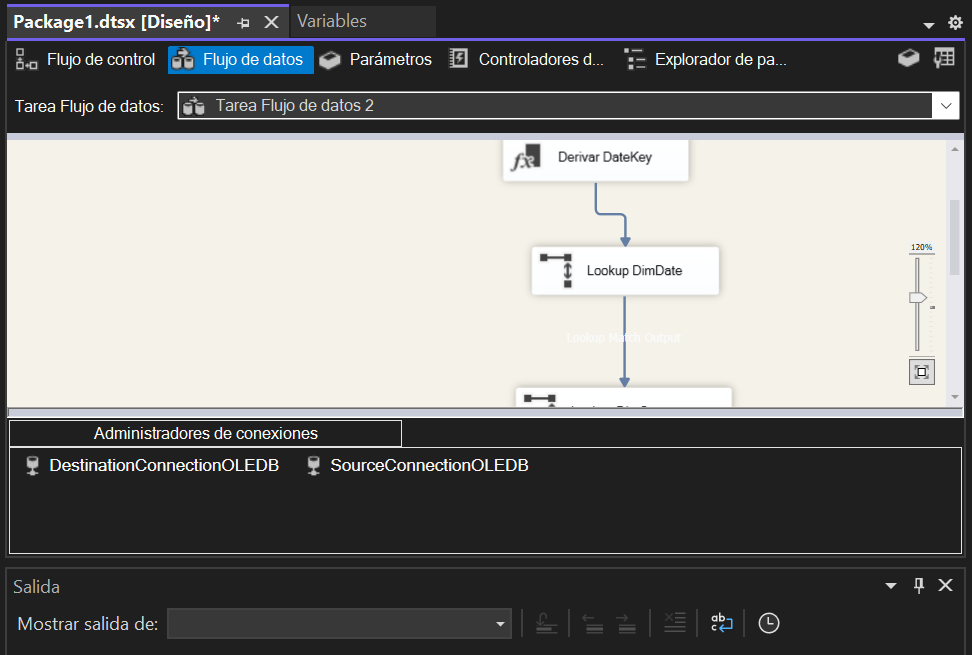 Package1.dtsx [Diseño]*
Variables
Flujo de control
Flujo de datos
Parámetros
Controladores d...
Explorador de pa...
Tarea Flujo de datos:
Tarea Flujo de datos 2
Derivar DateKey
120%
Lookup DimDate
Lookup Match Output
Administradores de conexiones
DestinationConnectionOLEDB
SourceConnectionOLEDB
Salida
Mostrar salida de: